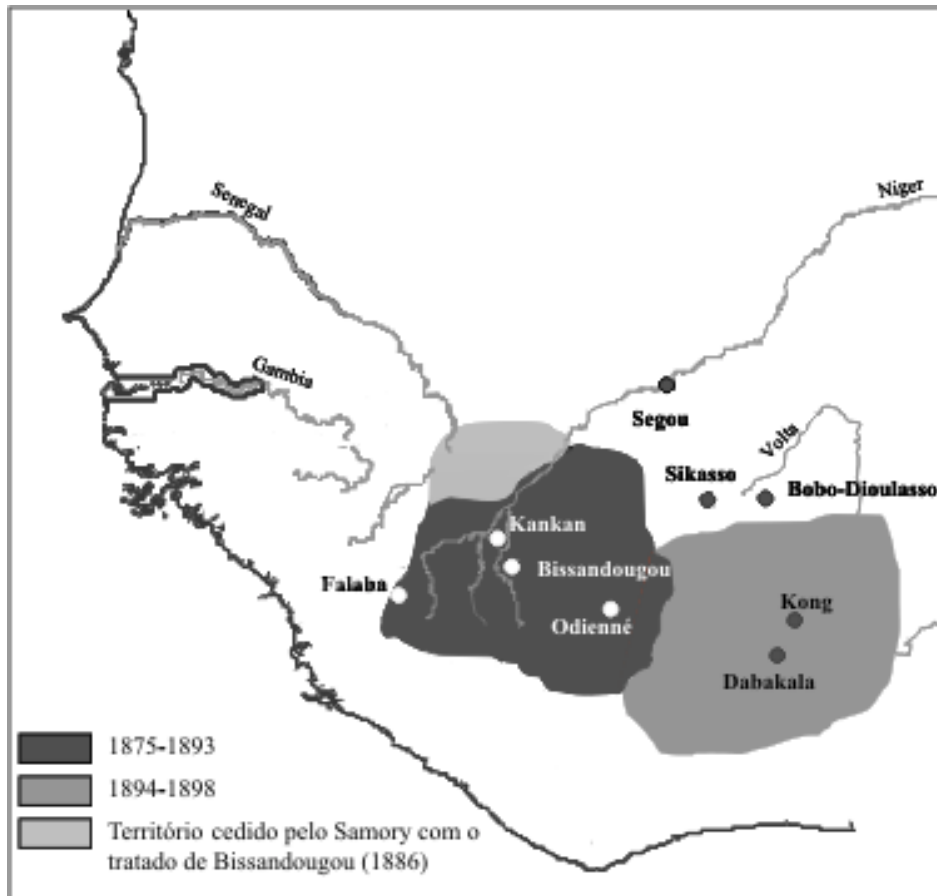 Senegal
Niger
Gambia
Segou
Volta
Sikasso
Bobo-Dioulasso
Kankan
Bissandougou
Falaba
Kong
Odienné
Dabakala
1875-1893
1894-1898
Território cedido pelo Samory com o
tratado de Bissandougou (1886)